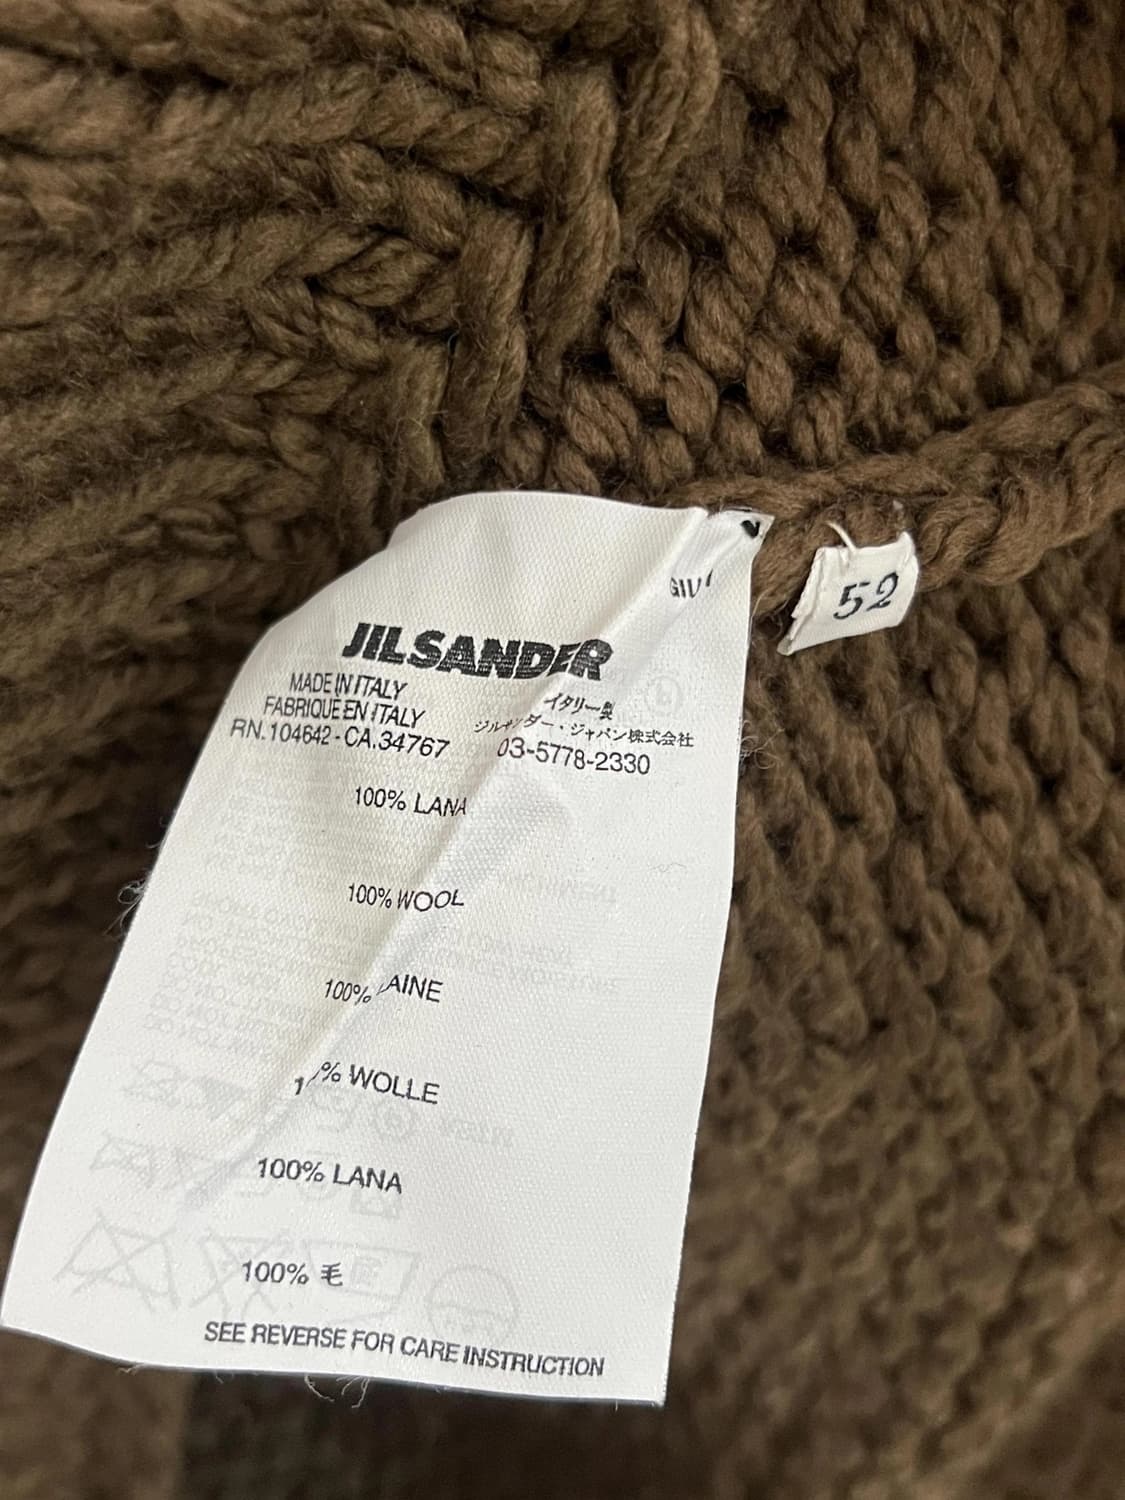 52
JILSANDER
MADE IN ITALY
FABRIQUE EN ITALY
RN.104642 - CA.34767
イタリー製
ジルサンダー・ジャパン株式会社
03-5778-2330
100% LANA
100% WOOL
100% LAINE
% WOLLE
100% LANA
100% 毛
SEE REVERSE FOR CARE INSTRUCTION